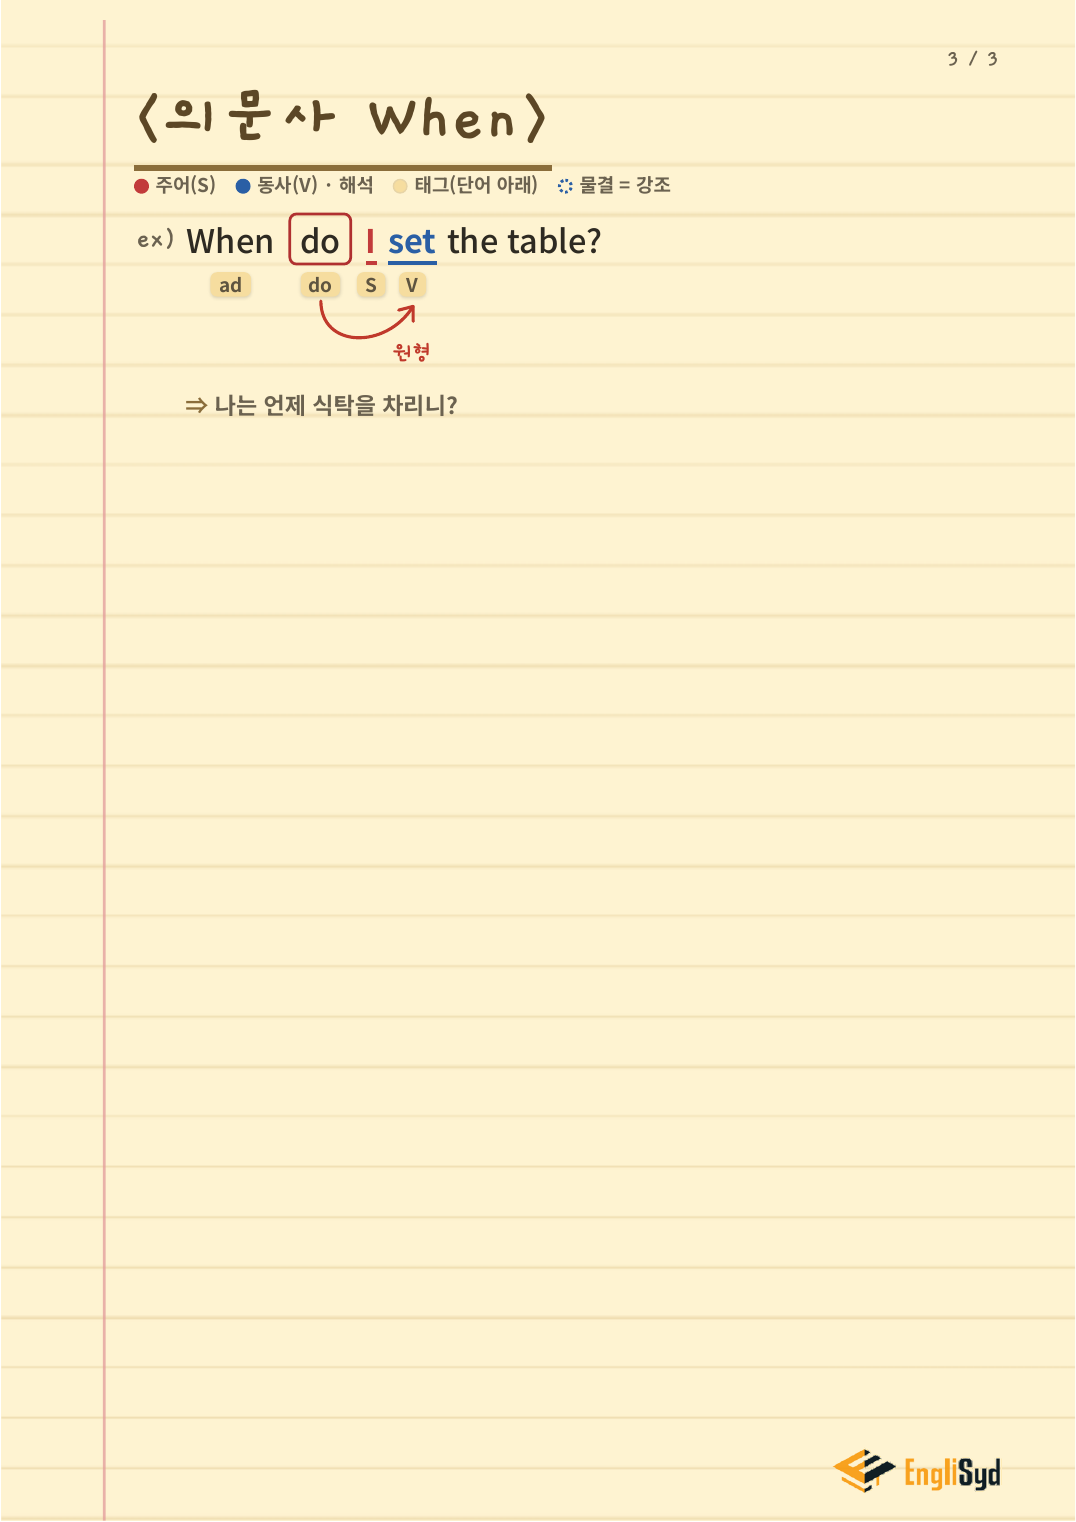 3 / 3
<의문사 When>
주어(S) 동사(V) · 해석 태그(단어 아래) 물결 = 강조
ex) When do I set the table?
ad do S V
원형
⇒ 나는 언제 식탁을 차리니?
EngliSyd